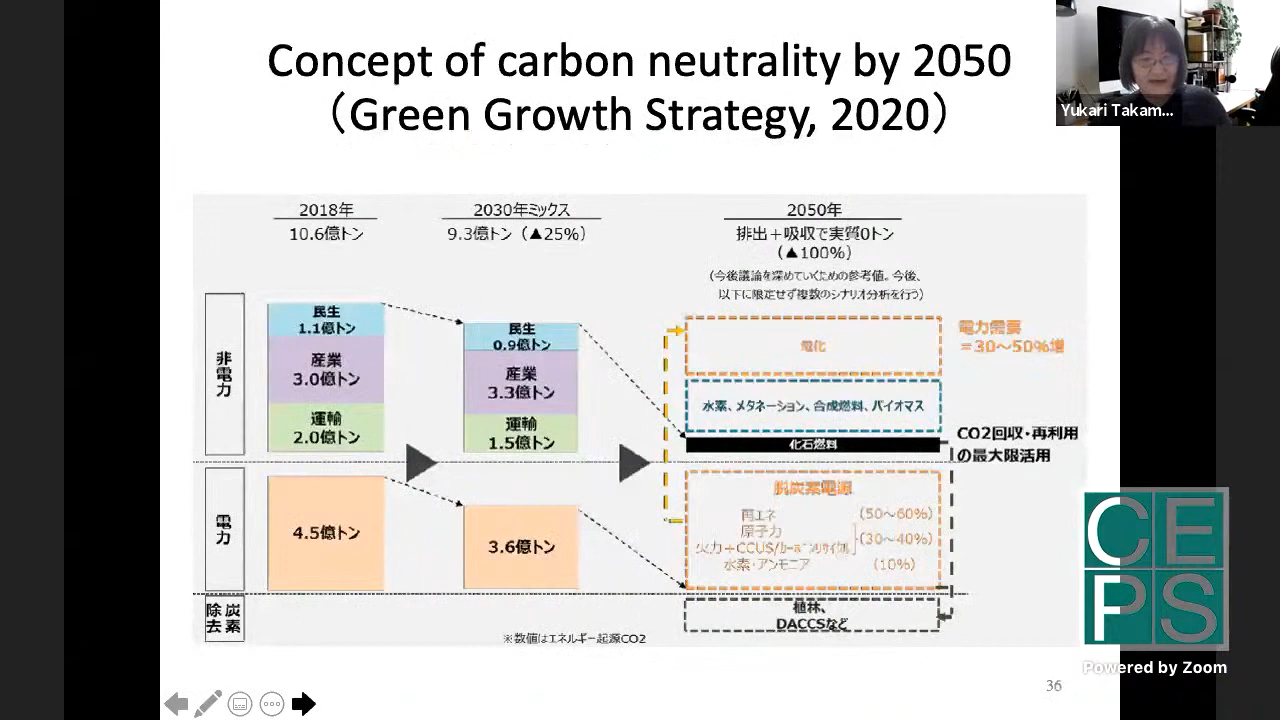 Concept of carbon neutrality by 2050
（Green Growth Strategy, 2020）
Yukari Takam...
2018年
10.6億トン
2030年ミックス
9.3億トン（▲25%）
2050年
排出＋吸収で実質0トン
（▲100%）
（今後議論を深めていくための参考値。今後、
以下に限定せず複数のシナリオ分析を行う）
非電力
民生
1.1億トン
産業
3.0億トン
運輸
2.0億トン
民生
0.9億トン
産業
3.3億トン
運輸
1.5億トン
電化
電力需要
＝30～50%増
水素、メタネーション、合成燃料、バイオマス
化石燃料
CO2回収・再利用
の最大限活用
電力
4.5億トン
3.6億トン
脱炭素電源
再エネ （50～60%）
原子力
火力＋CCUS/カーボンリサイクル （30～40%）
水素・アンモニア （10%）
炭素除去
植林、
DACCSなど
※数値はエネルギー起源CO2
CEPS
Powered by Zoom
36